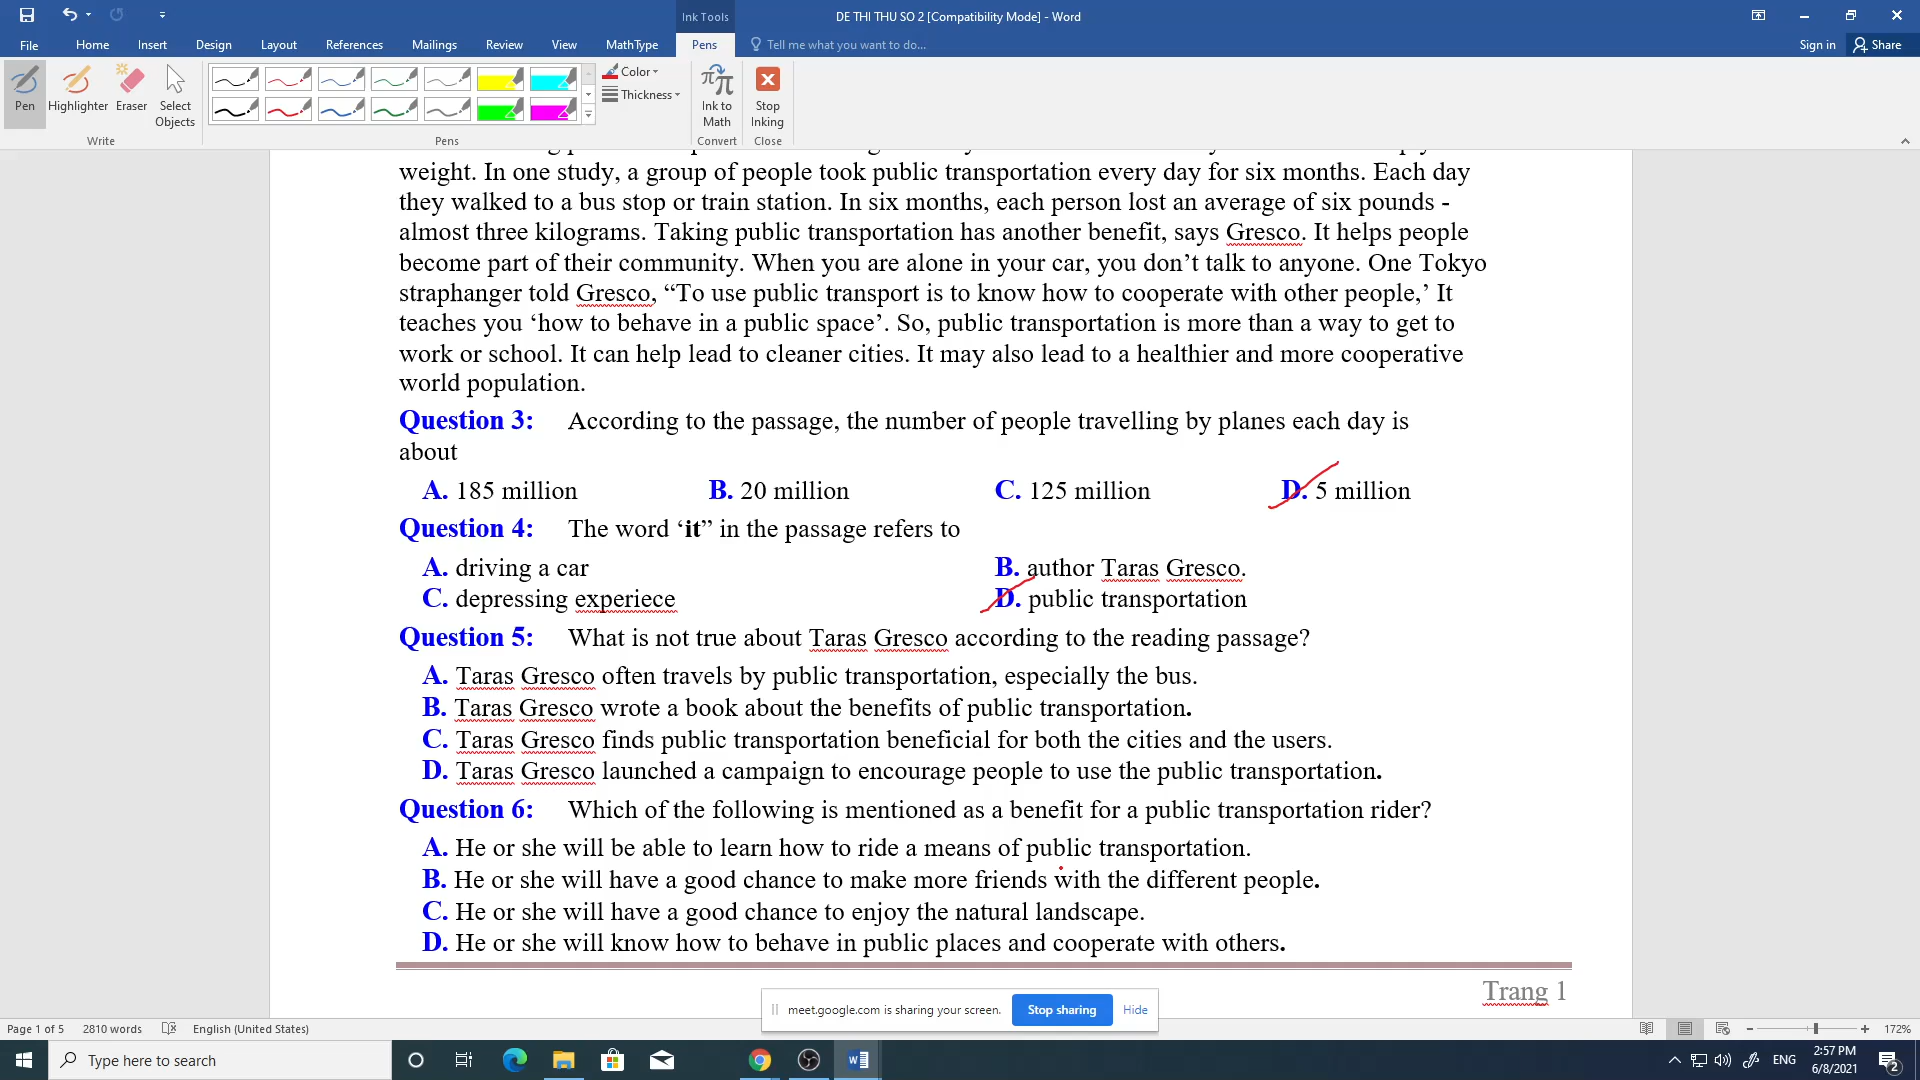 Ink Tools
DE THI THU SO 2 [Compatibility Mode] - Word
File Home Insert Design Layout References Mailings Review View MathType Pens Tell me what you want to do... Sign in Share
Pen Highlighter Eraser Select Objects
Color
Thickness
Ink to Math
Stop Inking
Write Pens Convert Close
weight. In one study, a group of people took public transportation every day for six months. Each day
they walked to a bus stop or train station. In six months, each person lost an average of six pounds -
almost three kilograms. Taking public transportation has another benefit, says Gresco. It helps people
become part of their community. When you are alone in your car, you don’t talk to anyone. One Tokyo
straphanger told Gresco, “To use public transport is to know how to cooperate with other people,’ It
teaches you ‘how to behave in a public space’. So, public transportation is more than a way to get to
work or school. It can help lead to cleaner cities. It may also lead to a healthier and more cooperative
world population.
Question 3: According to the passage, the number of people travelling by planes each day is
about
A. 185 million B. 20 million C. 125 million D. 5 million
Question 4: The word ‘it” in the passage refers to
A. driving a car B. author Taras Gresco.
C. depressing experiece D. public transportation
Question 5: What is not true about Taras Gresco according to the reading passage?
A. Taras Gresco often travels by public transportation, especially the bus.
B. Taras Gresco wrote a book about the benefits of public transportation.
C. Taras Gresco finds public transportation beneficial for both the cities and the users.
D. Taras Gresco launched a campaign to encourage people to use the public transportation.
Question 6: Which of the following is mentioned as a benefit for a public transportation rider?
A. He or she will be able to learn how to ride a means of public transportation.
B. He or she will have a good chance to make more friends with the different people.
C. He or she will have a good chance to enjoy the natural landscape.
D. He or she will know how to behave in public places and cooperate with others.
Trang 1
meet.google.com is sharing your screen. Stop sharing Hide
Page 1 of 5 2810 words English (United States) 172%
Type here to search
ENG
2:57 PM
6/8/2021
2